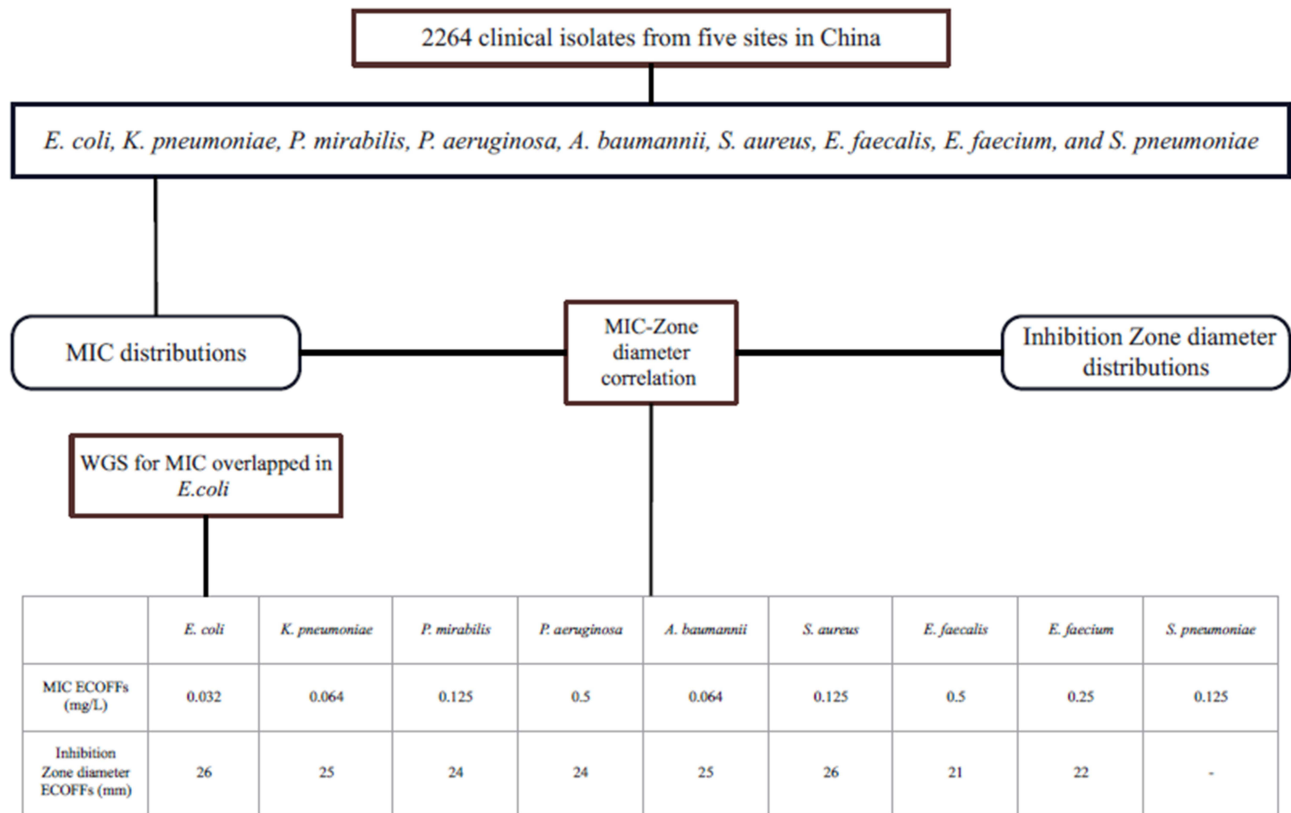 2264 clinical isolates from five sites in China
E. coli, K. pneumoniae, P. mirabilis, P. aeruginosa, A. baumannii, S. aureus, E. faecalis, E. faecium, and S. pneumoniae
MIC distributions
MIC-Zone
diameter
correlation
Inhibition Zone diameter
distributions
WGS for MIC overlapped in
E.coli
E. coli K. pneumoniae P. mirabilis P. aeruginosa A. baumannii S. aureus E. faecalis E. faecium S. pneumoniae
MIC ECOFFs
(mg/L)
0.032 0.064 0.125 0.5 0.064 0.125 0.5 0.25 0.125
Inhibition
Zone diameter
ECOFFs (mm)
26 25 24 24 25 26 21 22 -